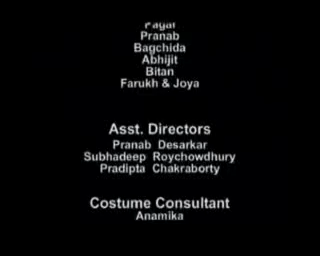 Pranab
Bagchida
Abhijit
Bitan
Farukh & Joya
Asst. Directors
Pranab Desarkar
Subhadeep Roychowdhury
Pradipta Chakraborty
Costume Consultant
Anamika